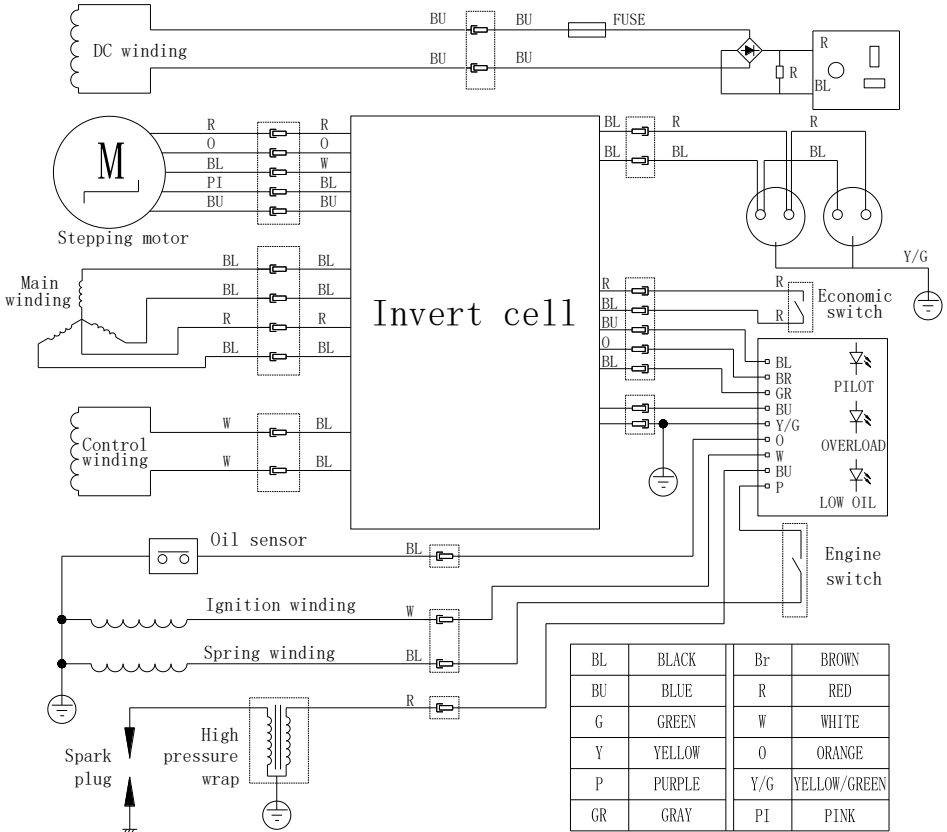 BU BU FUSE
DC winding
BU BU
R
R
BL
R R
O O
BL W
PI BL
BU BU
M
Stepping motor
BL R R
BL BL BL
Y/G
Main
winding
BL BL
BL BL
R R
BL BL
Invert cell
R
BL
BU
O
BL
R
R
Economic
switch
BL
BR
GR
BU
Y/G
O
W
BU
P
PILOT
OVERLOAD
LOW OIL
Control
winding
W BL
W BL
Oil sensor
BL
Ignition winding
W
Spring winding
BL
R
Engine
switch
Spark
plug
High
pressure
wrap
BL BLACK Br BROWN
BU BLUE R RED
G GREEN W WHITE
Y YELLOW O ORANGE
P PURPLE Y/G YELLOW/GREEN
GR GRAY PI PINK